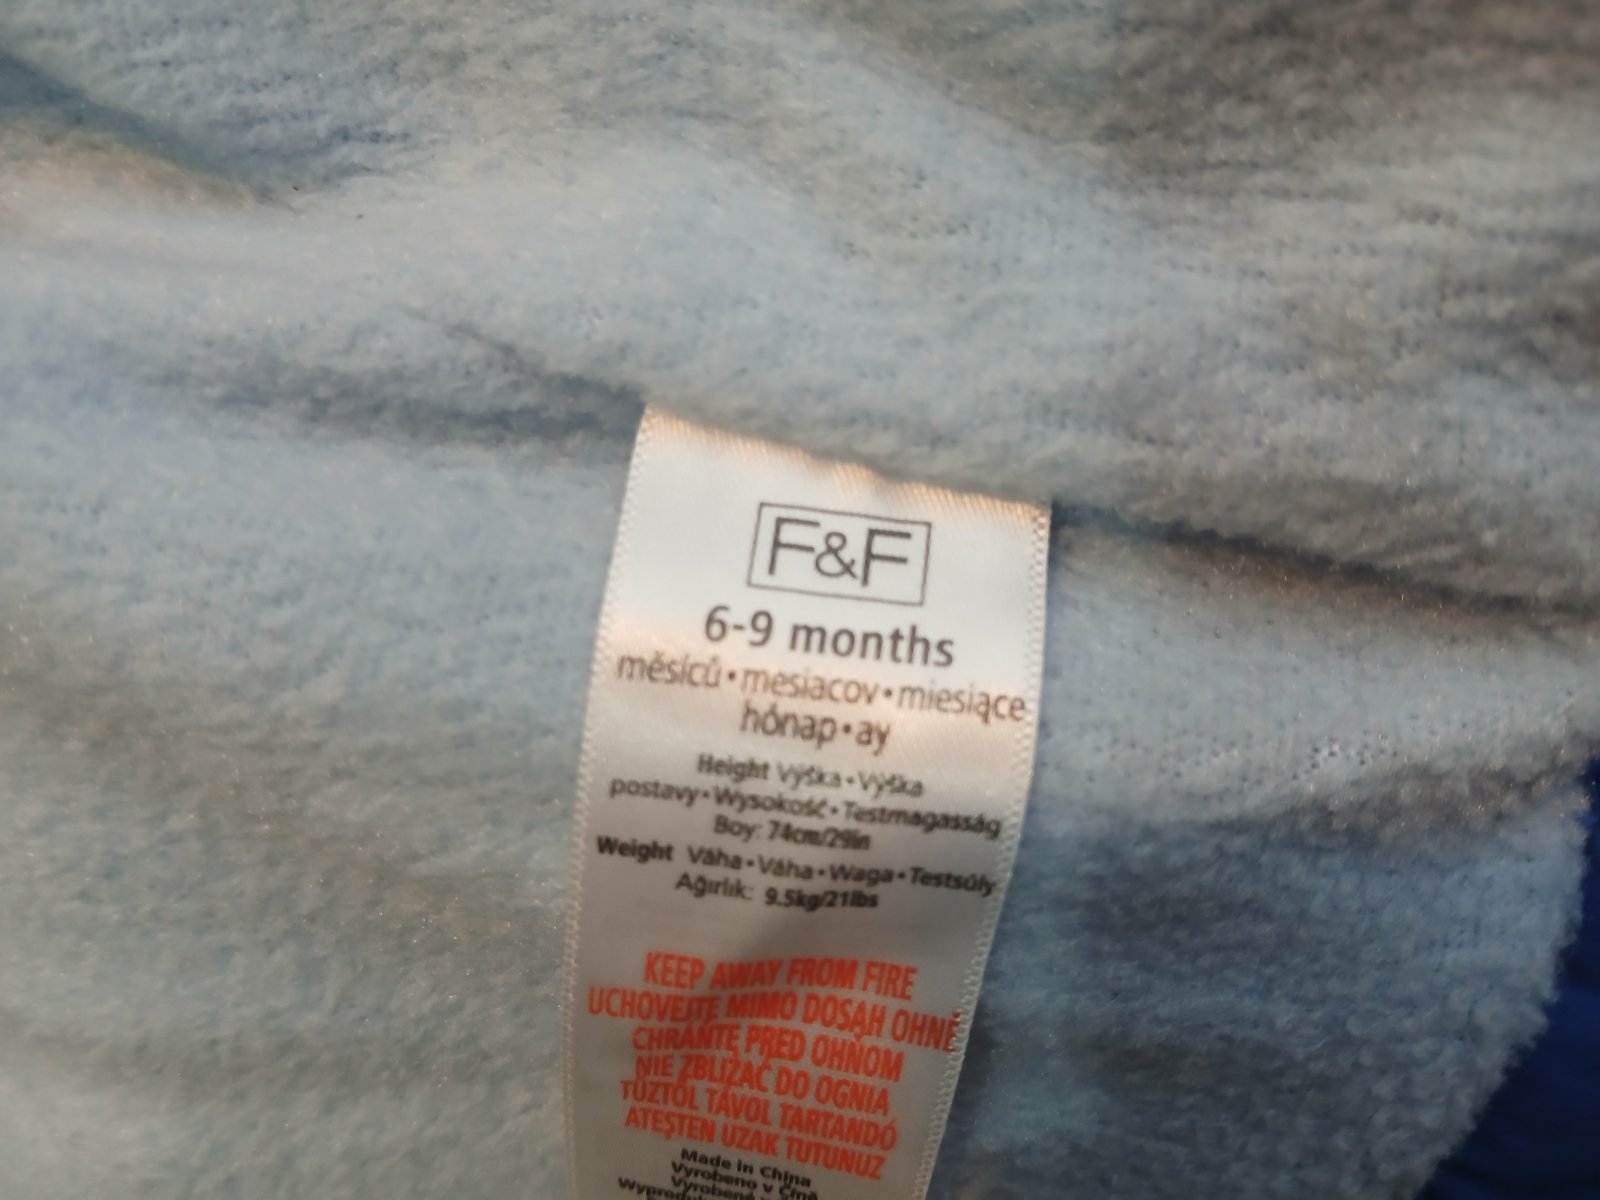 F&F
6-9 months
měsíců•mesiacov•miesiące
hónap•ay
Height Výška•Výška
postavy•Wysokość•Testmagasság
Boy: 74cm/29in
Weight Váha•Váha•Waga•Testsúly
Ağırlık: 9.5kg/21lbs
KEEP AWAY FROM FIRE
UCHOVEJTE MIMO DOSAH OHNĚ
CHRÁŇTE PRED OHŇOM
NIE ZBLIŻAĆ DO OGNIA
TŰZTŐL TÁVOL TARTANDÓ
ATEŞTEN UZAK TUTUNUZ
Made in China
Vyrobeno v Číně